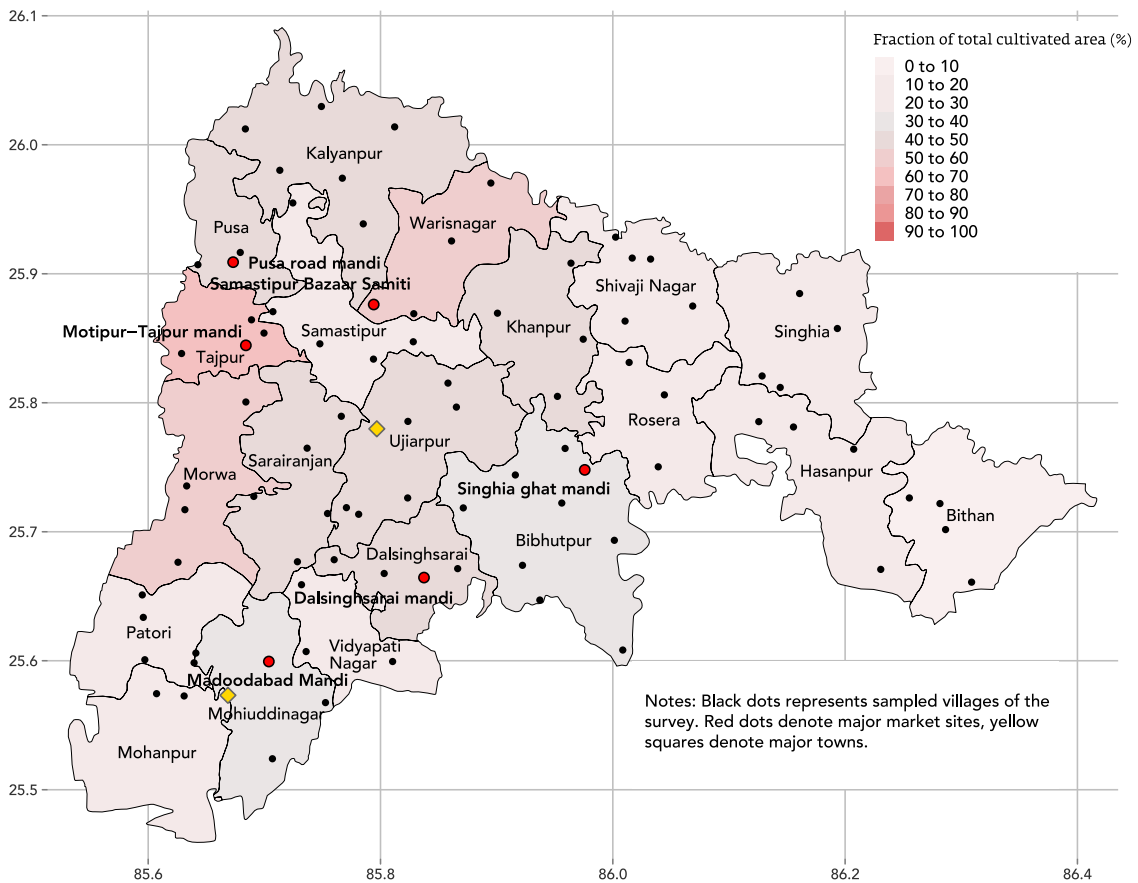 26.1
Fraction of total cultivated area (%)
0 to 10
10 to 20
20 to 30
30 to 40
40 to 50
50 to 60
60 to 70
70 to 80
80 to 90
90 to 100
26.0
Kalyanpur
Pusa
Warisnagar
Pusa road mandi
25.9
Samastipur Bazaar Samiti
Shivaji Nagar
Motipur–Tajpur mandi
Samastipur
Khanpur
Singhia
Tajpur
25.8
Rosera
Ujiarpur
Sarairanjan
Hasanpur
Morwa
Singhia ghat mandi
Bithan
25.7
Bibhutpur
Dalsinghsarai
Dalsinghsarai mandi
Patori
Vidyapati
Nagar
25.6
Madoodabad Mandi
Mohiuddinagar
Notes: Black dots represents sampled villages of the
survey. Red dots denote major market sites, yellow
squares denote major towns.
Mohanpur
25.5
85.6
85.8
86.0
86.2
86.4